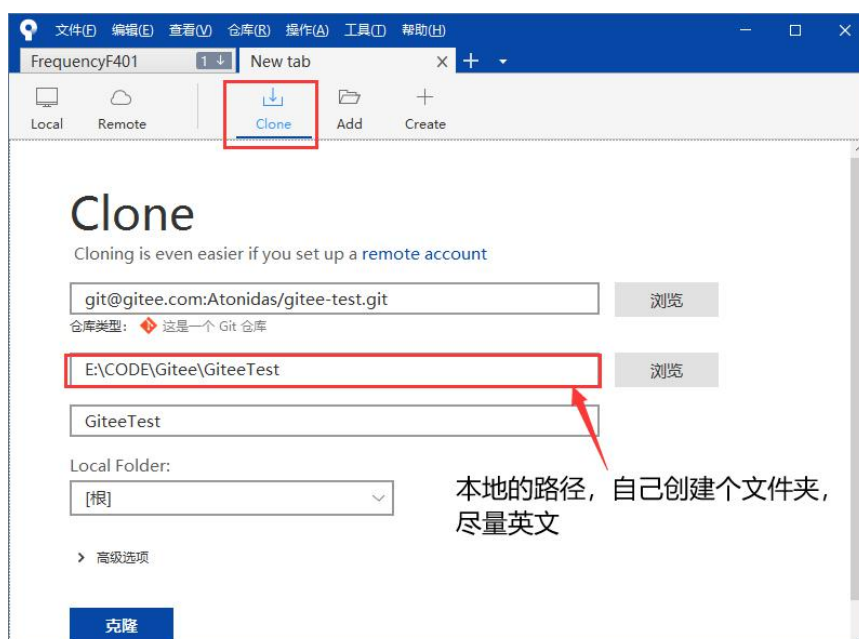 文件(F) 编辑(E) 查看(V) 仓库(R) 操作(A) 工具(T) 帮助(H)
FrequencyF401 1 New tab
Local Remote Clone Add Create
Clone
Cloning is even easier if you set up a remote account
git@gitee.com:Atonidas/gitee-test.git 浏览
仓库类型: 这是一个 Git 仓库
E:\CODE\Gitee\GiteeTest 浏览
GiteeTest
Local Folder:
[根]
本地的路径，自己创建个文件夹，
尽量英文
高级选项
克隆